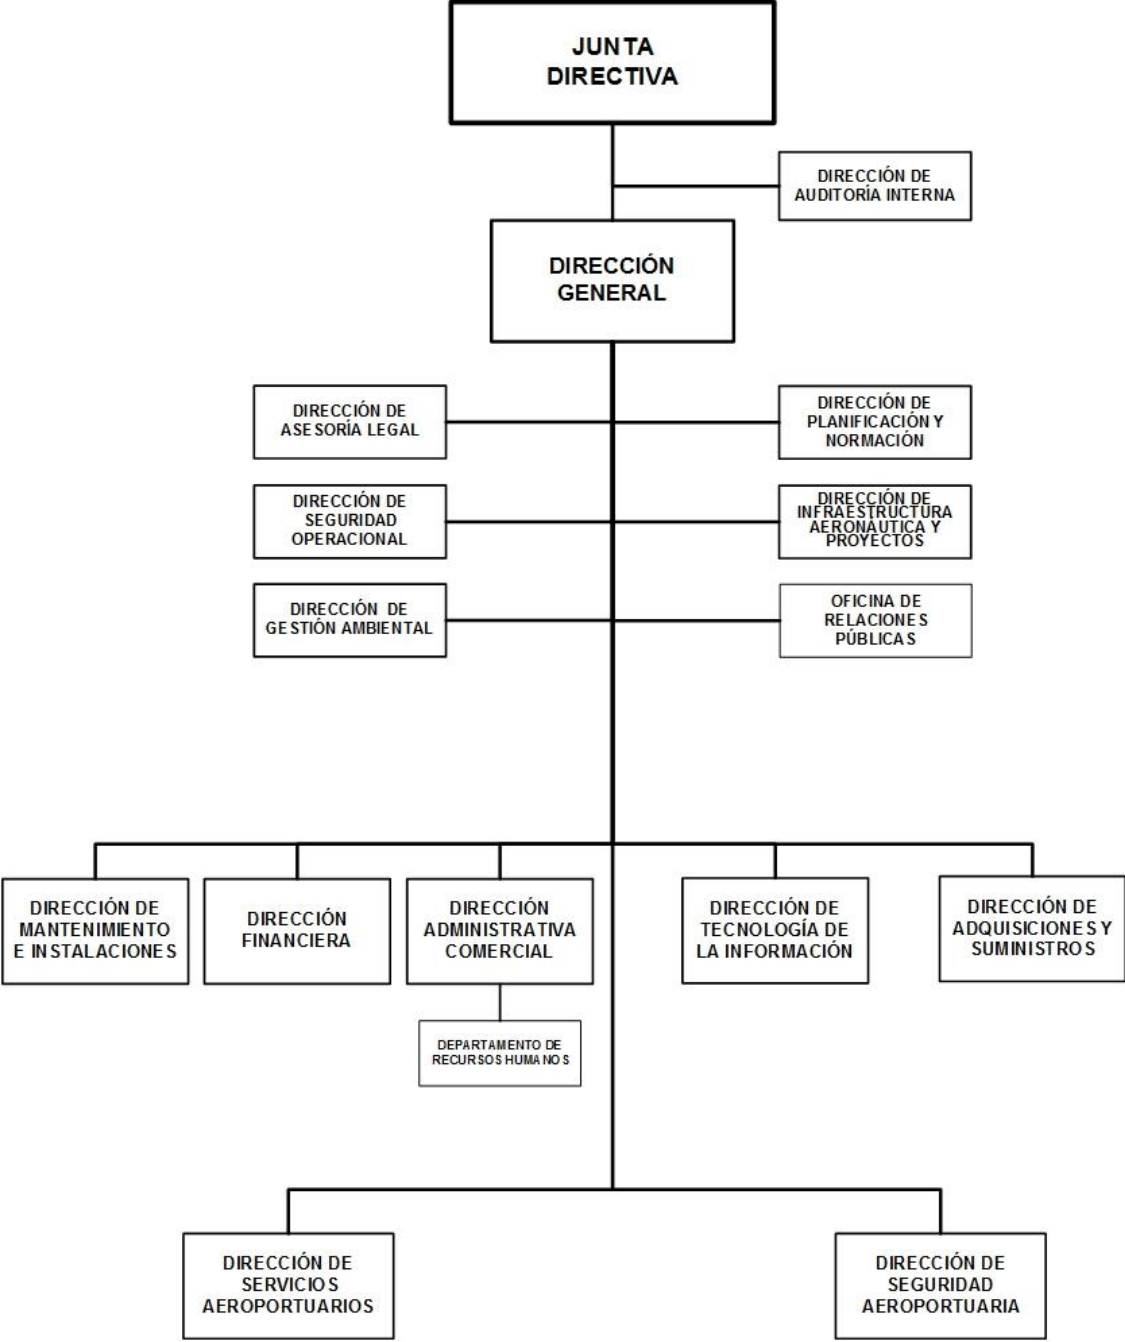 JUNTA
DIRECTIVA
DIRECCIÓN DE
AUDITORÍA INTERNA
DIRECCIÓN
GENERAL
DIRECCIÓN DE
ASESORÍA LEGAL
DIRECCIÓN DE
PLANIFICACIÓN Y
NORMACIÓN
DIRECCIÓN DE
SEGURIDAD
OPERACIONAL
DIRECCIÓN DE
INFRAESTRUCTURA
AERONÁUTICA Y
PROYECTOS
DIRECCIÓN DE
GESTIÓN AMBIENTAL
OFICINA DE
RELACIONES
PÚBLICAS
DIRECCIÓN DE
MANTENIMIENTO
E INSTALACIONES
DIRECCIÓN
FINANCIERA
DIRECCIÓN
ADMINISTRATIVA
COMERCIAL
DIRECCIÓN DE
TECNOLOGÍA DE
LA INFORMACIÓN
DIRECCIÓN DE
ADQUISICIONES Y
SUMINISTROS
DEPARTAMENTO DE
RECURSOS HUMANOS
DIRECCIÓN DE
SERVICIOS
AEROPORTUARIOS
DIRECCIÓN DE
SEGURIDAD
AEROPORTUARIA